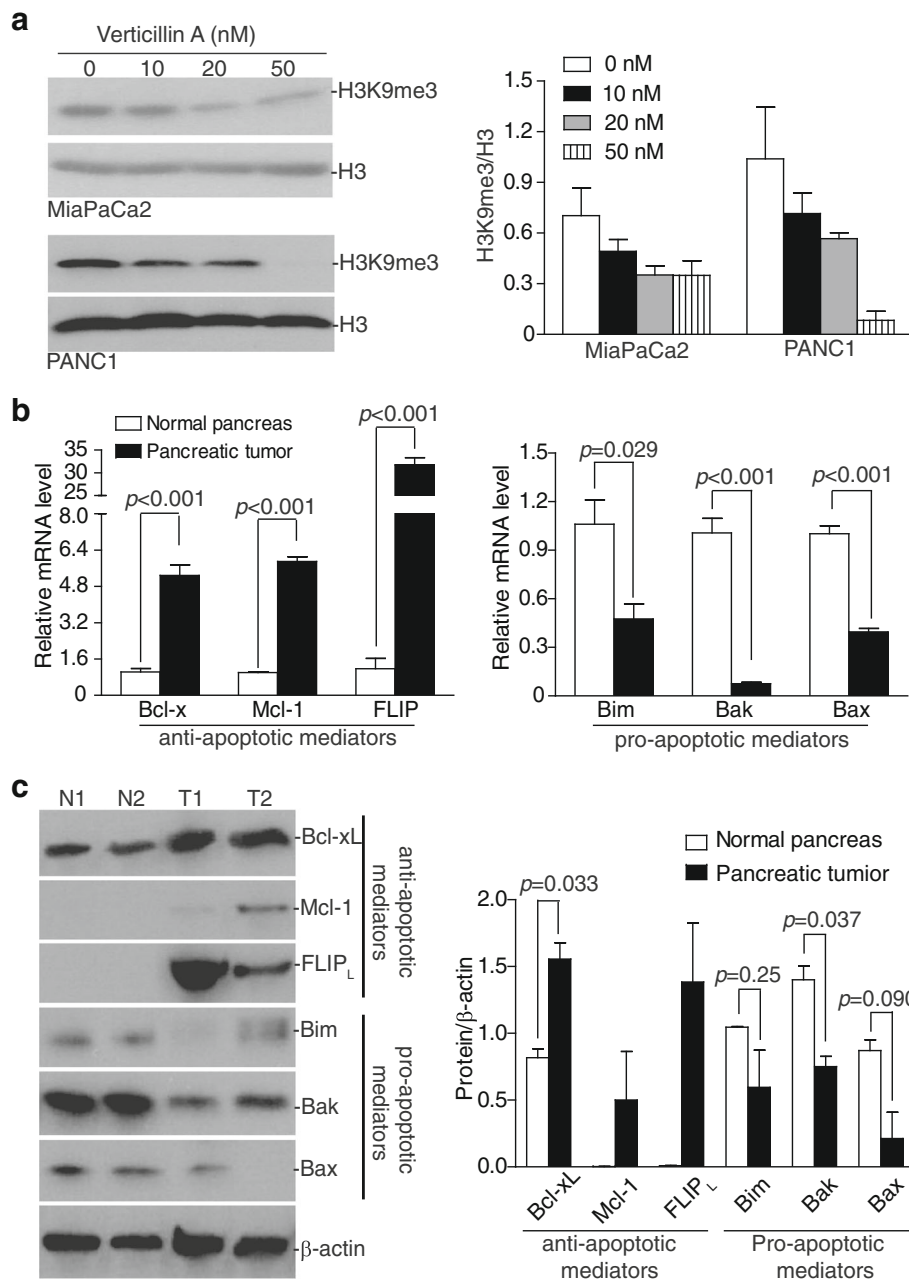 a
Verticillin A (nM)
0 10 20 50
H3K9me3
H3
MiaPaCa2
H3K9me3
H3
PANC1
0 nM
10 nM
20 nM
50 nM
H3K9me3/H3
1.5
1.2
0.9
0.6
0.3
0
MiaPaCa2 PANC1
b
Normal pancreas
Pancreatic tumor
Relative mRNA level
35
30
25
8.0
6.4
4.8
3.2
1.6
0
p<0.001
p<0.001
p<0.001
Bcl-x Mcl-1 FLIP
anti-apoptotic mediators
Relative mRNA level
1.5
1.2
0.9
0.6
0.3
0
p=0.029
p<0.001
p<0.001
Bim Bak Bax
pro-apoptotic mediators
c
N1 N2 T1 T2
Bcl-xL
Mcl-1
FLIPL
anti-apoptotic
mediators
Bim
Bak
Bax
pro-apoptotic
mediators
β-actin
Normal pancreas
Pancreatic tumior
Protein/β-actin
2.0
1.5
1.0
0.5
0.0
p=0.033
p=0.25
p=0.037
p=0.090
Bcl-xL Mcl-1 FLIPL Bim Bak Bax
anti-apoptotic
mediators
Pro-apoptotic
mediators